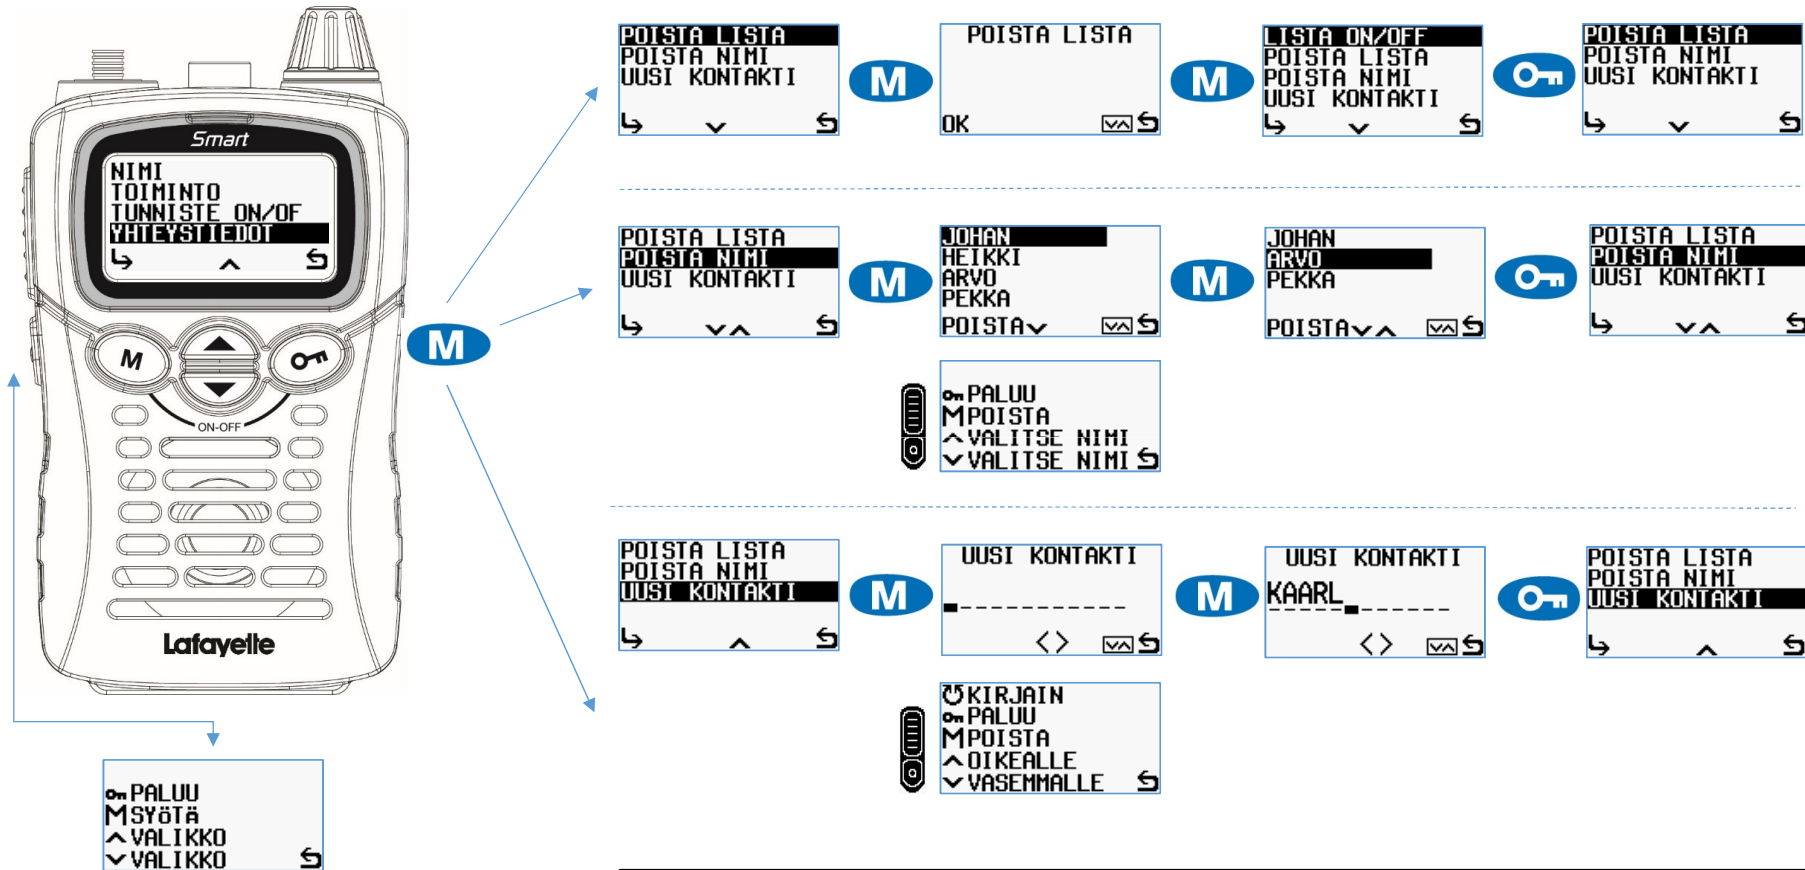 Smart
NIMI
TOIMINTO
TUNNISTE ON/OF
YHTEYSTIEDOT
M
ON-OFF
Lafayette
M
PALUU
M SYÖTÄ
VALIKKO
VALIKKO
POISTA LISTA
POISTA NIMI
UUSI KONTAKTI
M
POISTA LISTA
OK
M
LISTA ON/OFF
POISTA LISTA
POISTA NIMI
UUSI KONTAKTI
POISTA LISTA
POISTA NIMI
UUSI KONTAKTI
POISTA LISTA
POISTA NIMI
UUSI KONTAKTI
M
JOHAN
HEIKKI
ARVO
PEKKA
POISTA
M
JOHAN
ARVO
PEKKA
POISTA
POISTA LISTA
POISTA NIMI
UUSI KONTAKTI
PALUU
M POISTA
VALITSE NIMI
VALITSE NIMI
POISTA LISTA
POISTA NIMI
UUSI KONTAKTI
M
UUSI KONTAKTI
M
UUSI KONTAKTI
KAARL
POISTA LISTA
POISTA NIMI
UUSI KONTAKTI
KIRJAIN
PALUU
M POISTA
OIKEALLE
VASEMMALLE